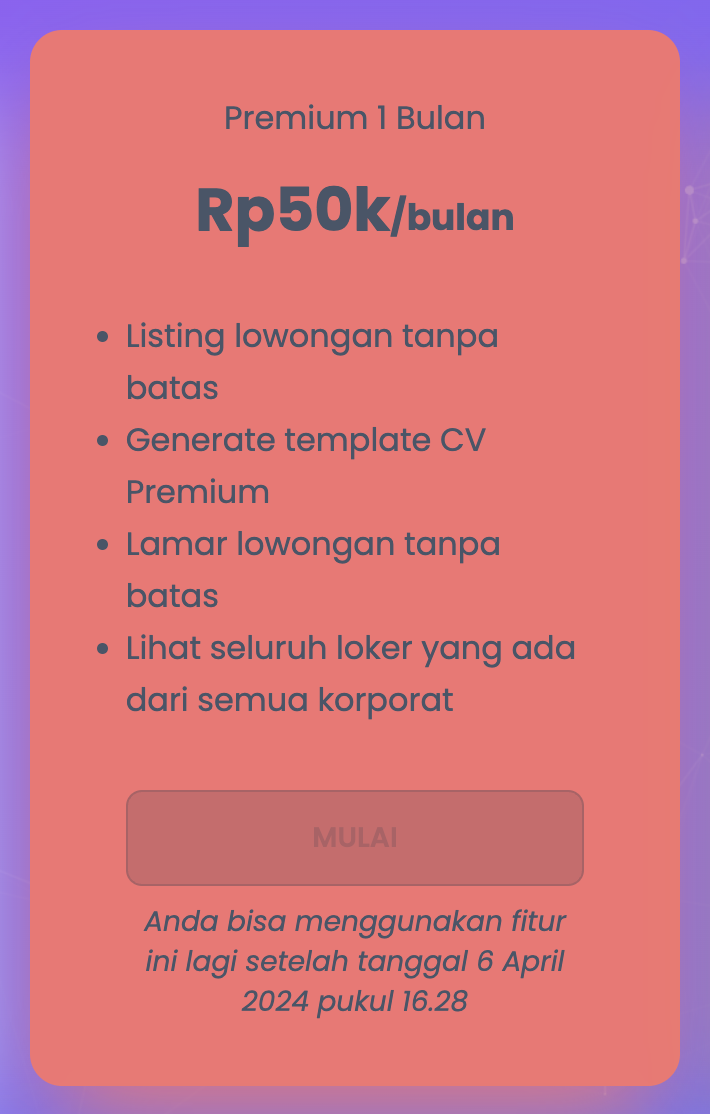 Premium 1 Bulan
Rp50k/bulan
Listing lowongan tanpa
batas
Generate template CV
Premium
Lamar lowongan tanpa
batas
Lihat seluruh loker yang ada
dari semua korporat
MULAI
Anda bisa menggunakan fitur
ini lagi setelah tanggal 6 April
2024 pukul 16.28